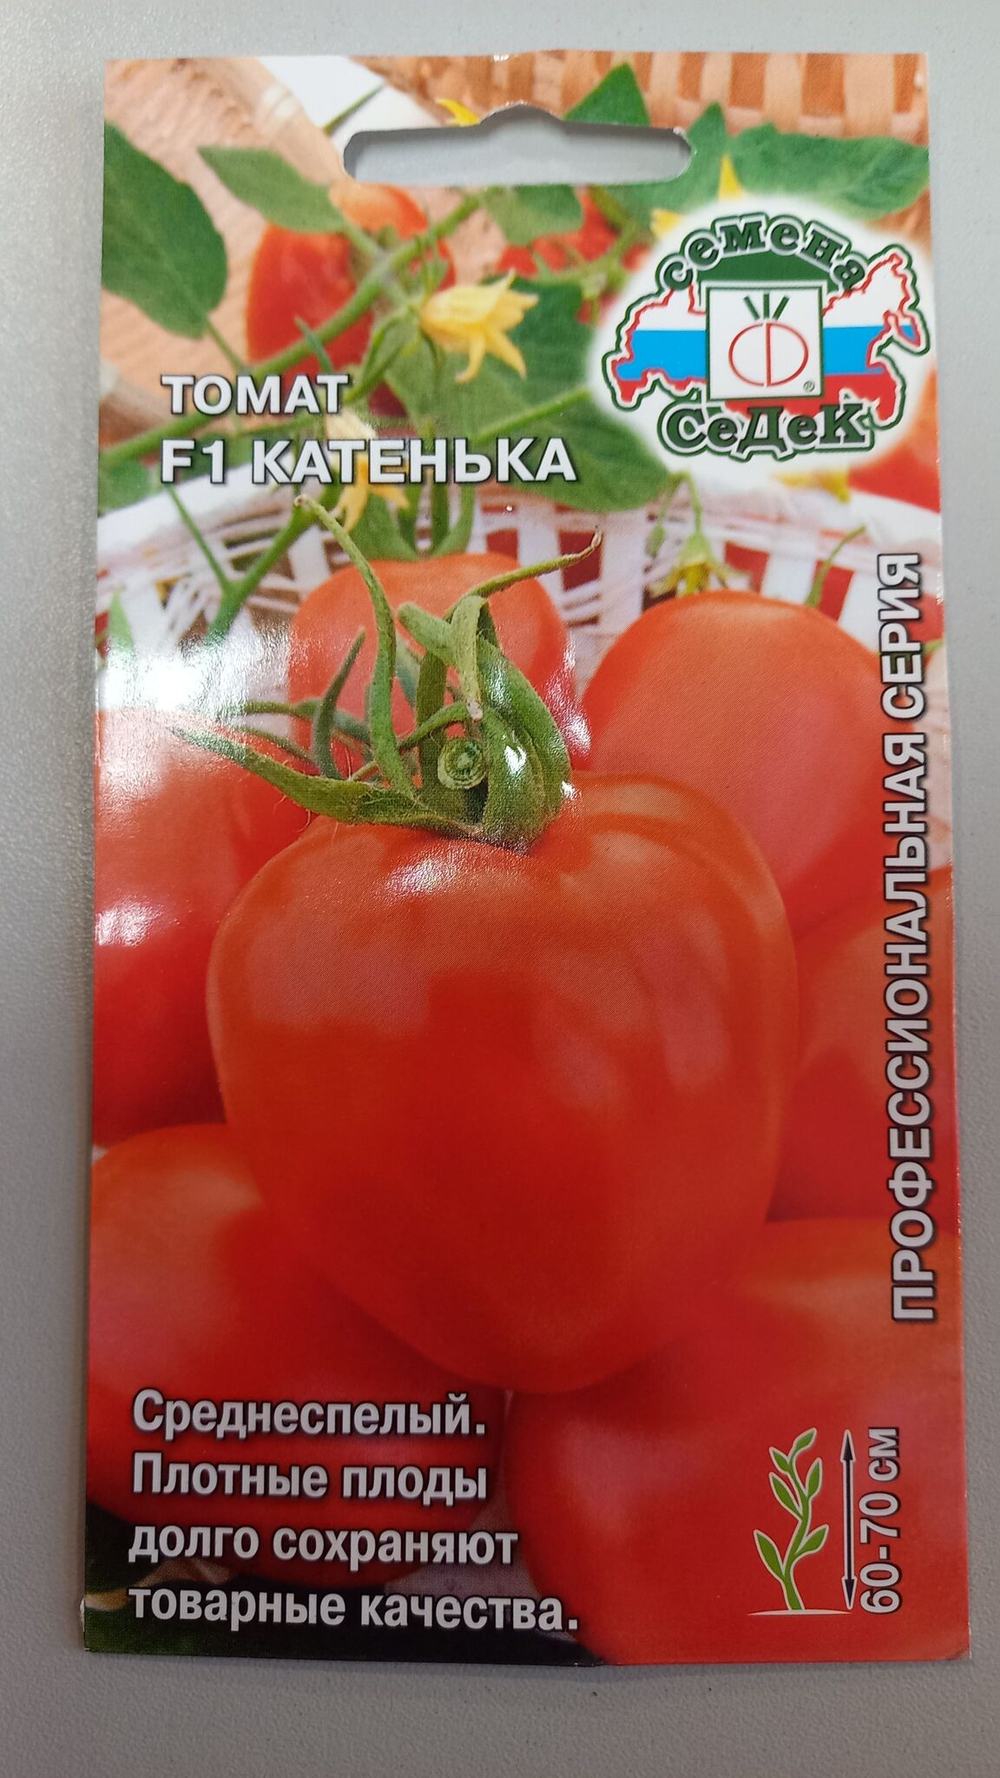 семена
СеДеК
®
ТОМАТ
F1 КАТЕНЬКА
ПРОФЕССИОНАЛЬНАЯ СЕРИЯ
Среднеспелый.
Плотные плоды
долго сохраняют
товарные качества.
60-70 см